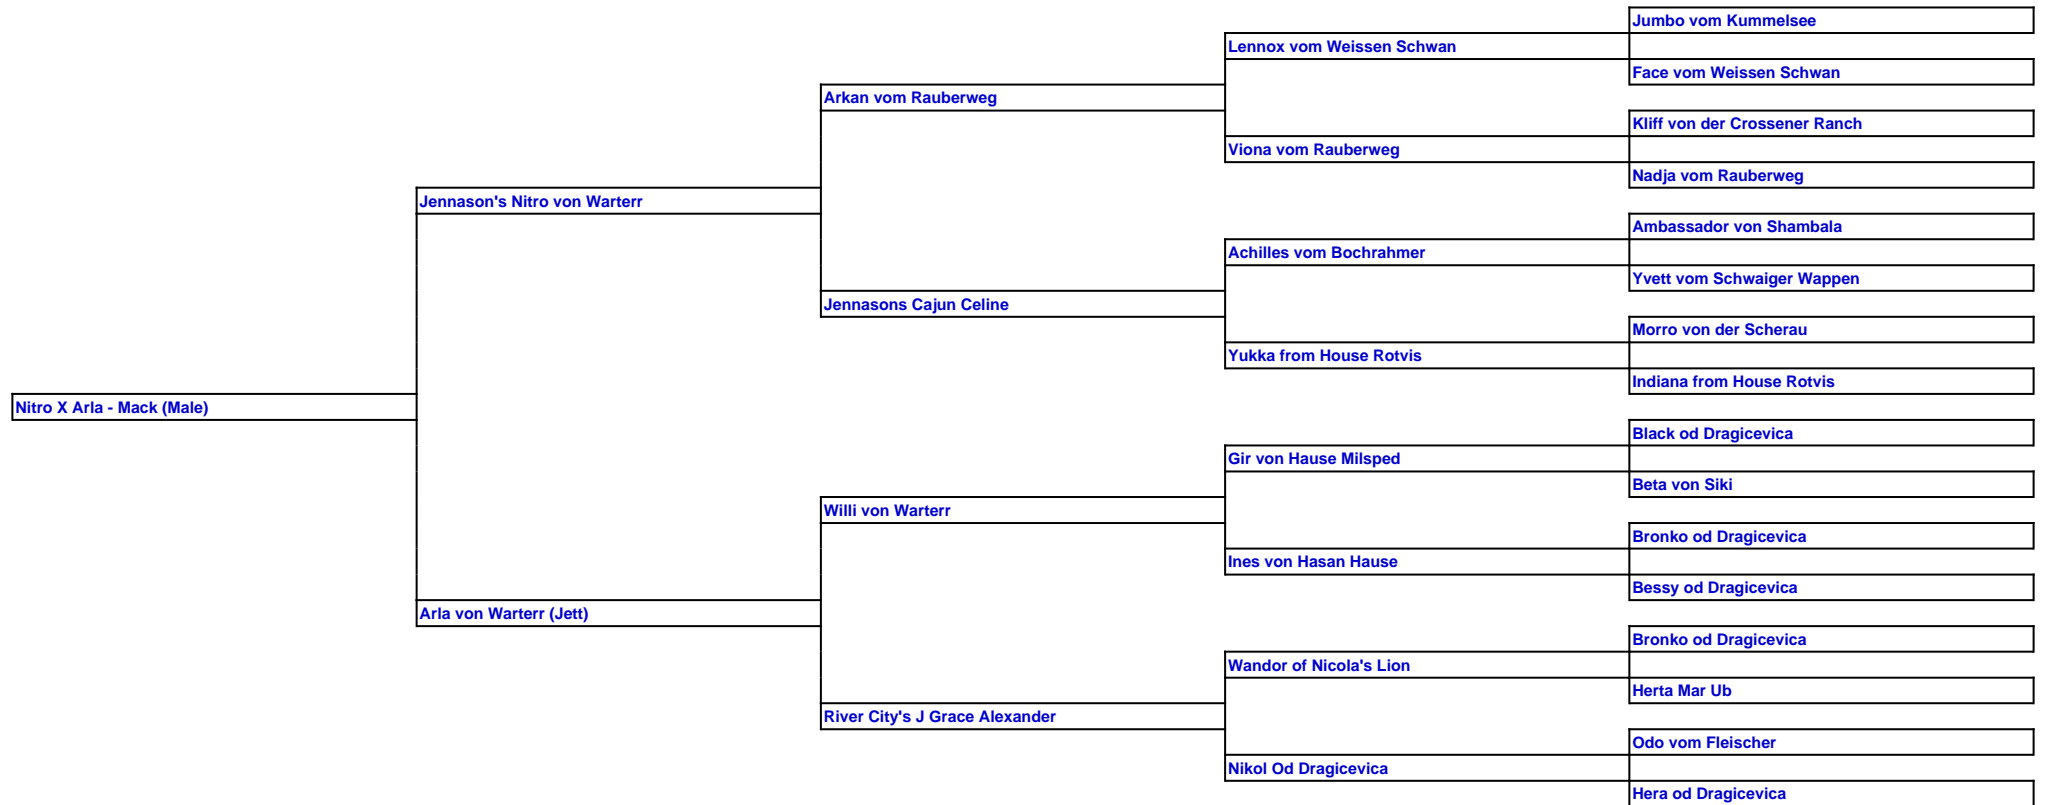 Jumbo vom Kummelsee
Lennox vom Weissen Schwan
Face vom Weissen Schwan
Arkan vom Rauberweg
Kliff von der Crossener Ranch
Viona vom Rauberweg
Nadja vom Rauberweg
Jennason's Nitro von Warterr
Ambassador von Shambala
Achilles vom Bochrahmer
Yvett vom Schwaiger Wappen
Jennasons Cajun Celine
Morro von der Scherau
Yukka from House Rotvis
Indiana from House Rotvis
Nitro X Arla - Mack (Male)
Black od Dragicevica
Gir von Hause Milsped
Beta von Siki
Willi von Warterr
Bronko od Dragicevica
Ines von Hasan Hause
Bessy od Dragicevica
Arla von Warterr (Jett)
Bronko od Dragicevica
Wandor of Nicola's Lion
Herta Mar Ub
River City's J Grace Alexander
Odo vom Fleischer
Nikol Od Dragicevica
Hera od Dragicevica